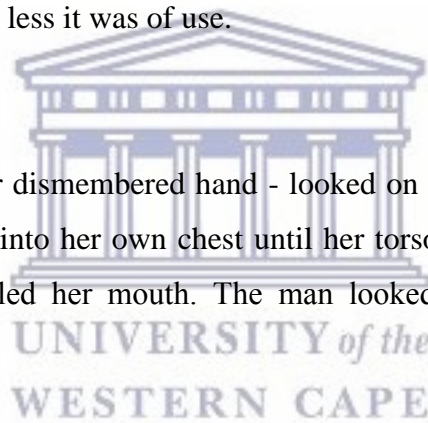 less it was of use.
dismembered hand - looked on
into her own chest until her torso
her mouth. The man looked
UNIVERSITY of the
WESTERN CAPE